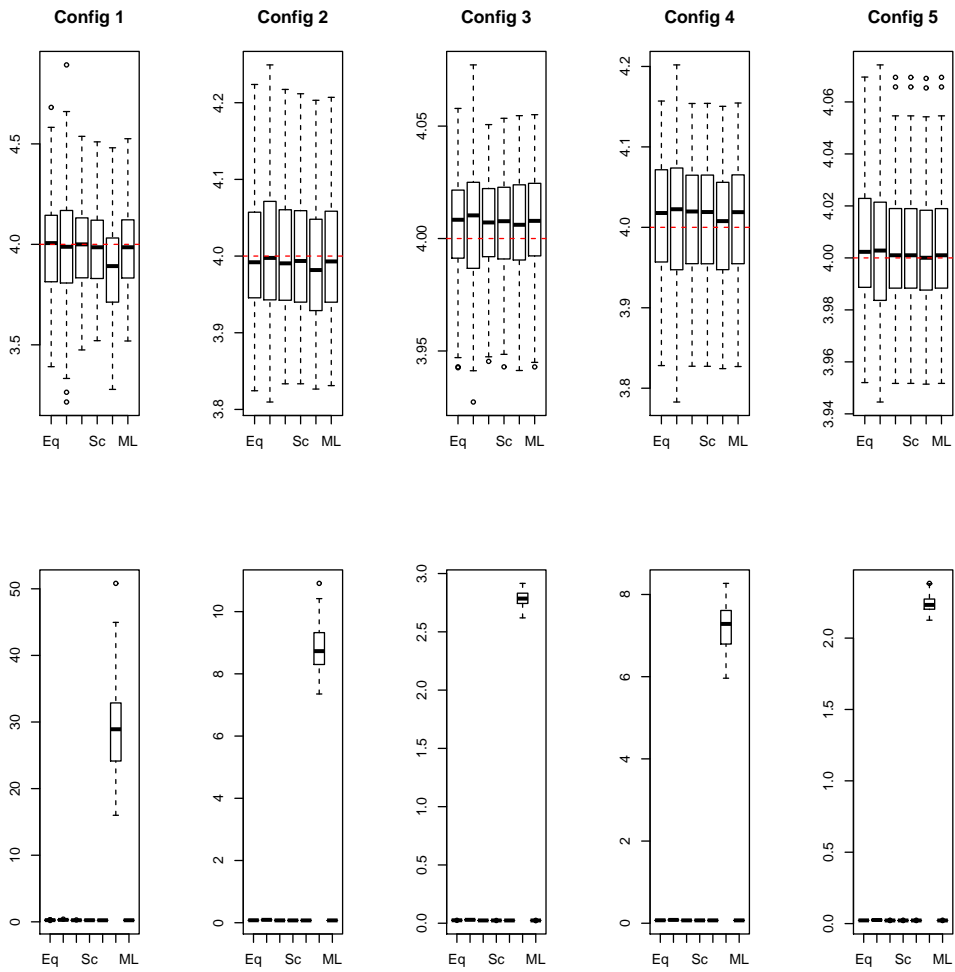 Config 1
Config 2
Config 3
Config 4
Config 5
3.5 4.0 4.5
3.8 3.9 4.0 4.1 4.2
3.95 4.00 4.05
3.8 3.9 4.0 4.1 4.2
3.94 3.96 3.98 4.00 4.02 4.04 4.06
Eq Sc ML
Eq Sc ML
Eq Sc ML
Eq Sc ML
Eq Sc ML
0 10 20 30 40 50
0 2 4 6 8 10
0.0 0.5 1.0 1.5 2.0 2.5 3.0
0 2 4 6 8
0.0 0.5 1.0 1.5 2.0
Eq Sc ML
Eq Sc ML
Eq Sc ML
Eq Sc ML
Eq Sc ML